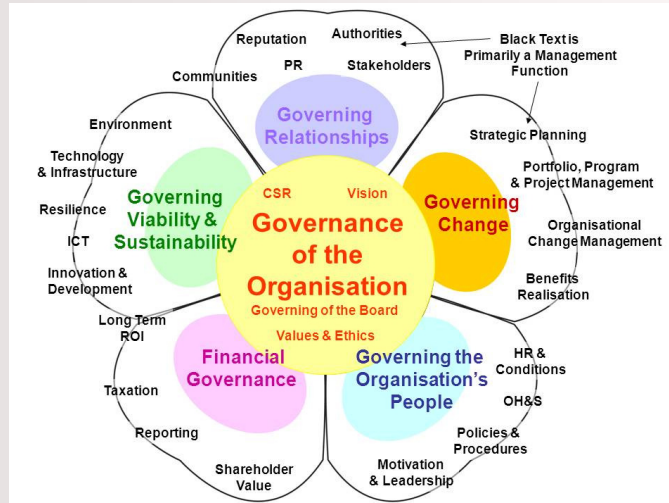 Reputation
Authorities
PR
Stakeholders
Communities
Black Text is
Primarily a Management
Function
Governing
Relationships
Environment
Technology
& Infrastructure
Resilience
ICT
Innovation &
Development
Governing
Viability &
Sustainability
CSR
Vision
Governance
of the
Organisation
Governing of the Board
Values & Ethics
Governing
Change
Strategic Planning
Portfolio, Program
& Project Management
Organisational
Change Management
Benefits
Realisation
Long Term
ROI
Taxation
Reporting
Shareholder
Value
Financial
Governance
Governing the
Organisation's
People
HR &
Conditions
OH&S
Policies &
Procedures
Motivation
& Leadership